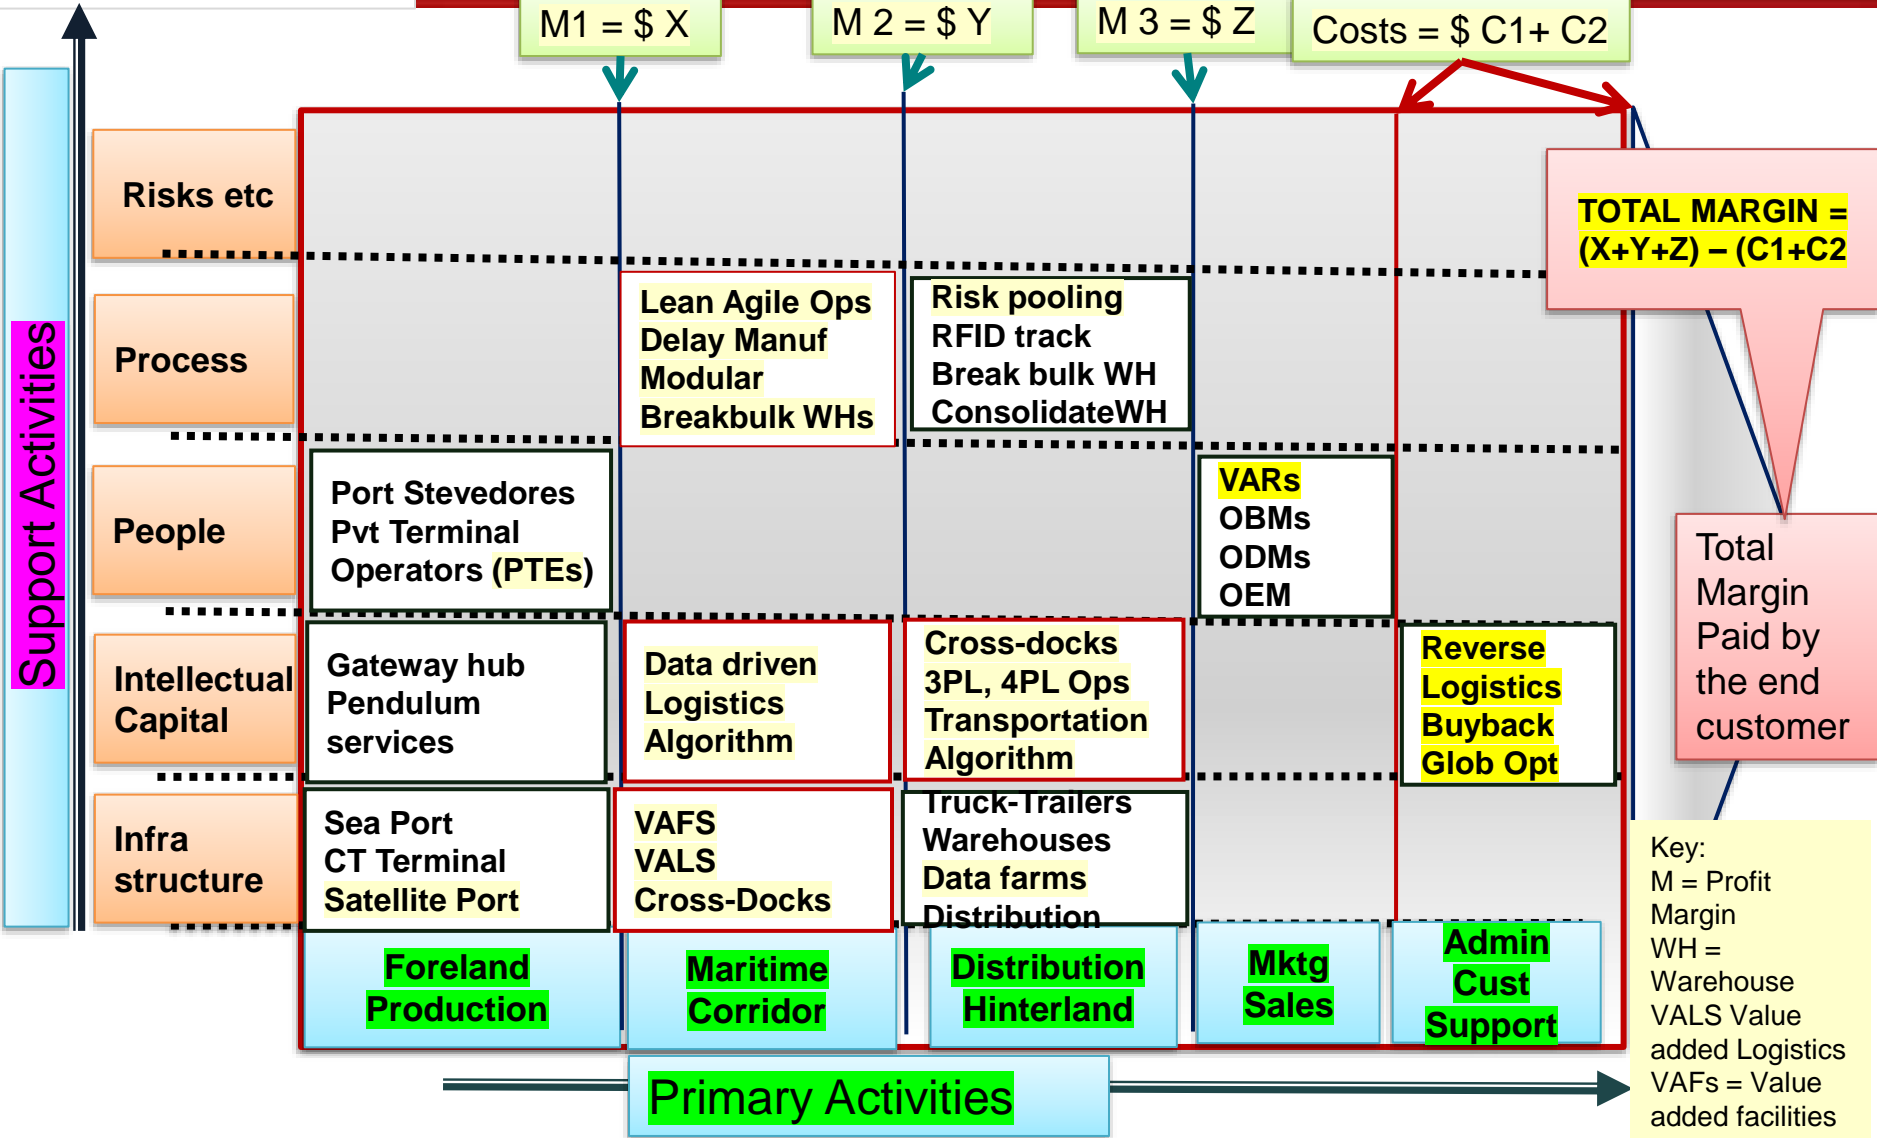 M1 = $ X
M 2 = $ Y
M 3 = $ Z
Costs = $ C1+ C2
Support Activities
Risks etc
TOTAL MARGIN =
(X+Y+Z) – (C1+C2
Process
Lean Agile Ops
Delay Manuf
Modular
Breakbulk WHs
Risk pooling
RFID track
Break bulk WH
ConsolidateWH
People
Port Stevedores
Pvt Terminal
Operators (PTEs)
VARs
OBMs
ODMs
OEM
Total
Margin
Paid by
the end
customer
Intellectual
Capital
Gateway hub
Pendulum
services
Data driven
Logistics
Algorithm
Cross-docks
3PL, 4PL Ops
Transportation
Algorithm
Reverse
Logistics
Buyback
Glob Opt
Infra
structure
Sea Port
CT Terminal
Satellite Port
VAFS
VALS
Cross-Docks
Truck-Trailers
Warehouses
Data farms
Distribution
Foreland
Production
Maritime
Corridor
Distribution
Hinterland
Mktg
Sales
Admin
Cust
Support
Key:
M = Profit
Margin
WH =
Warehouse
VALS Value
added Logistics
VAFs = Value
added facilities
Primary Activities